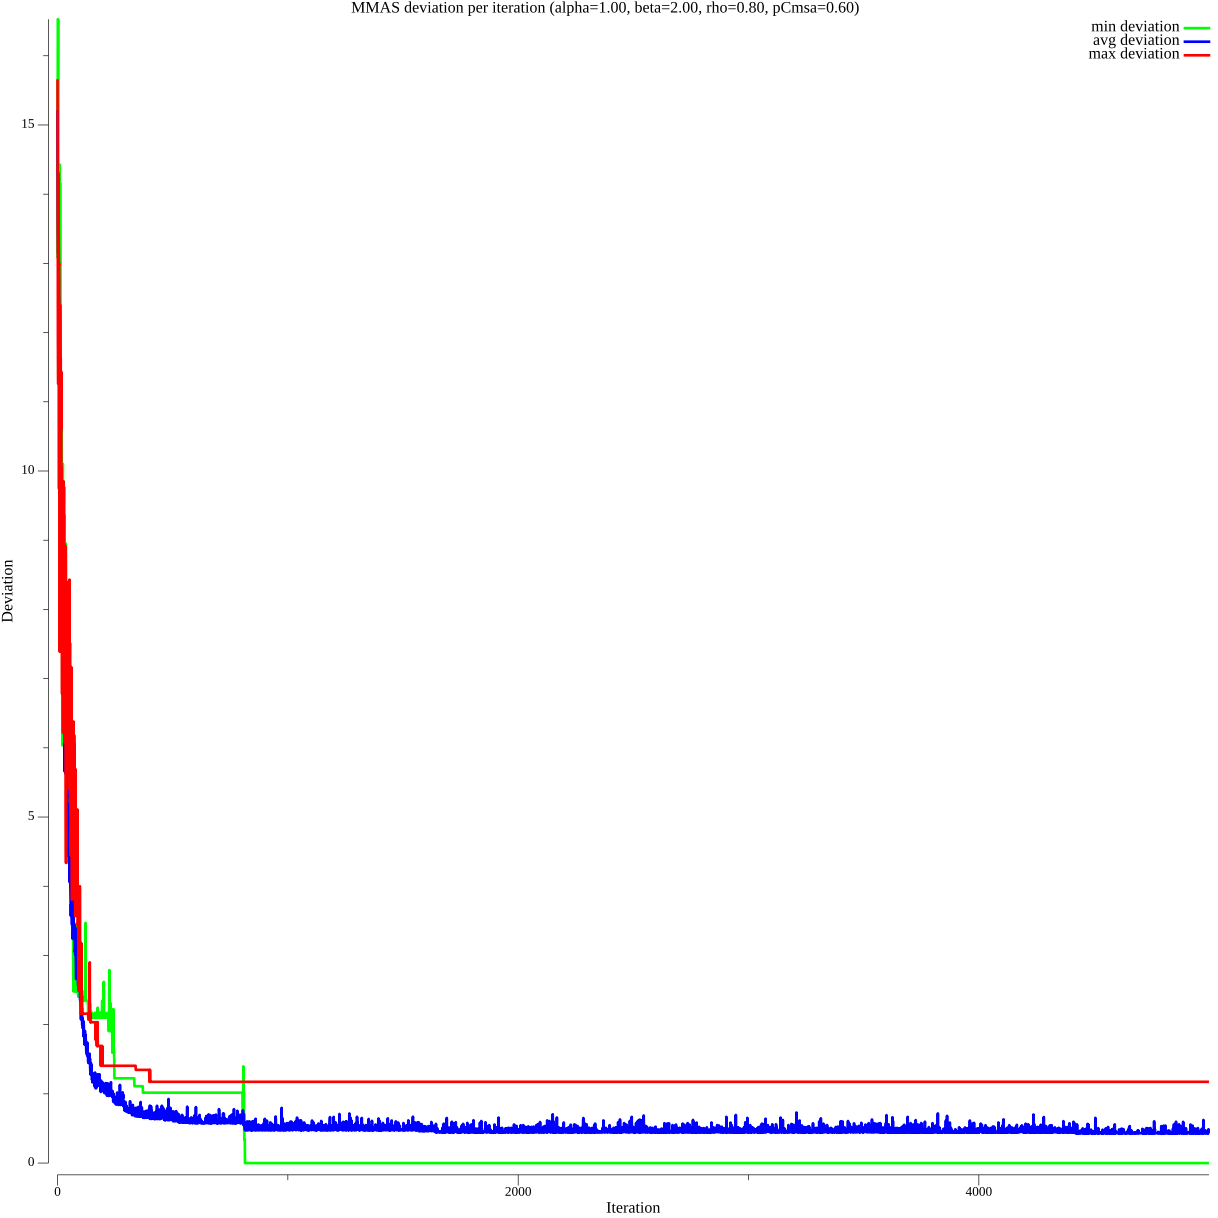 MMAS deviation per iteration (alpha=1.00, beta=2.00, rho=0.80, pCmsa=0.60)
min deviation
avg deviation
max deviation
15
10
5
0
Deviation
0
2000
4000
Iteration